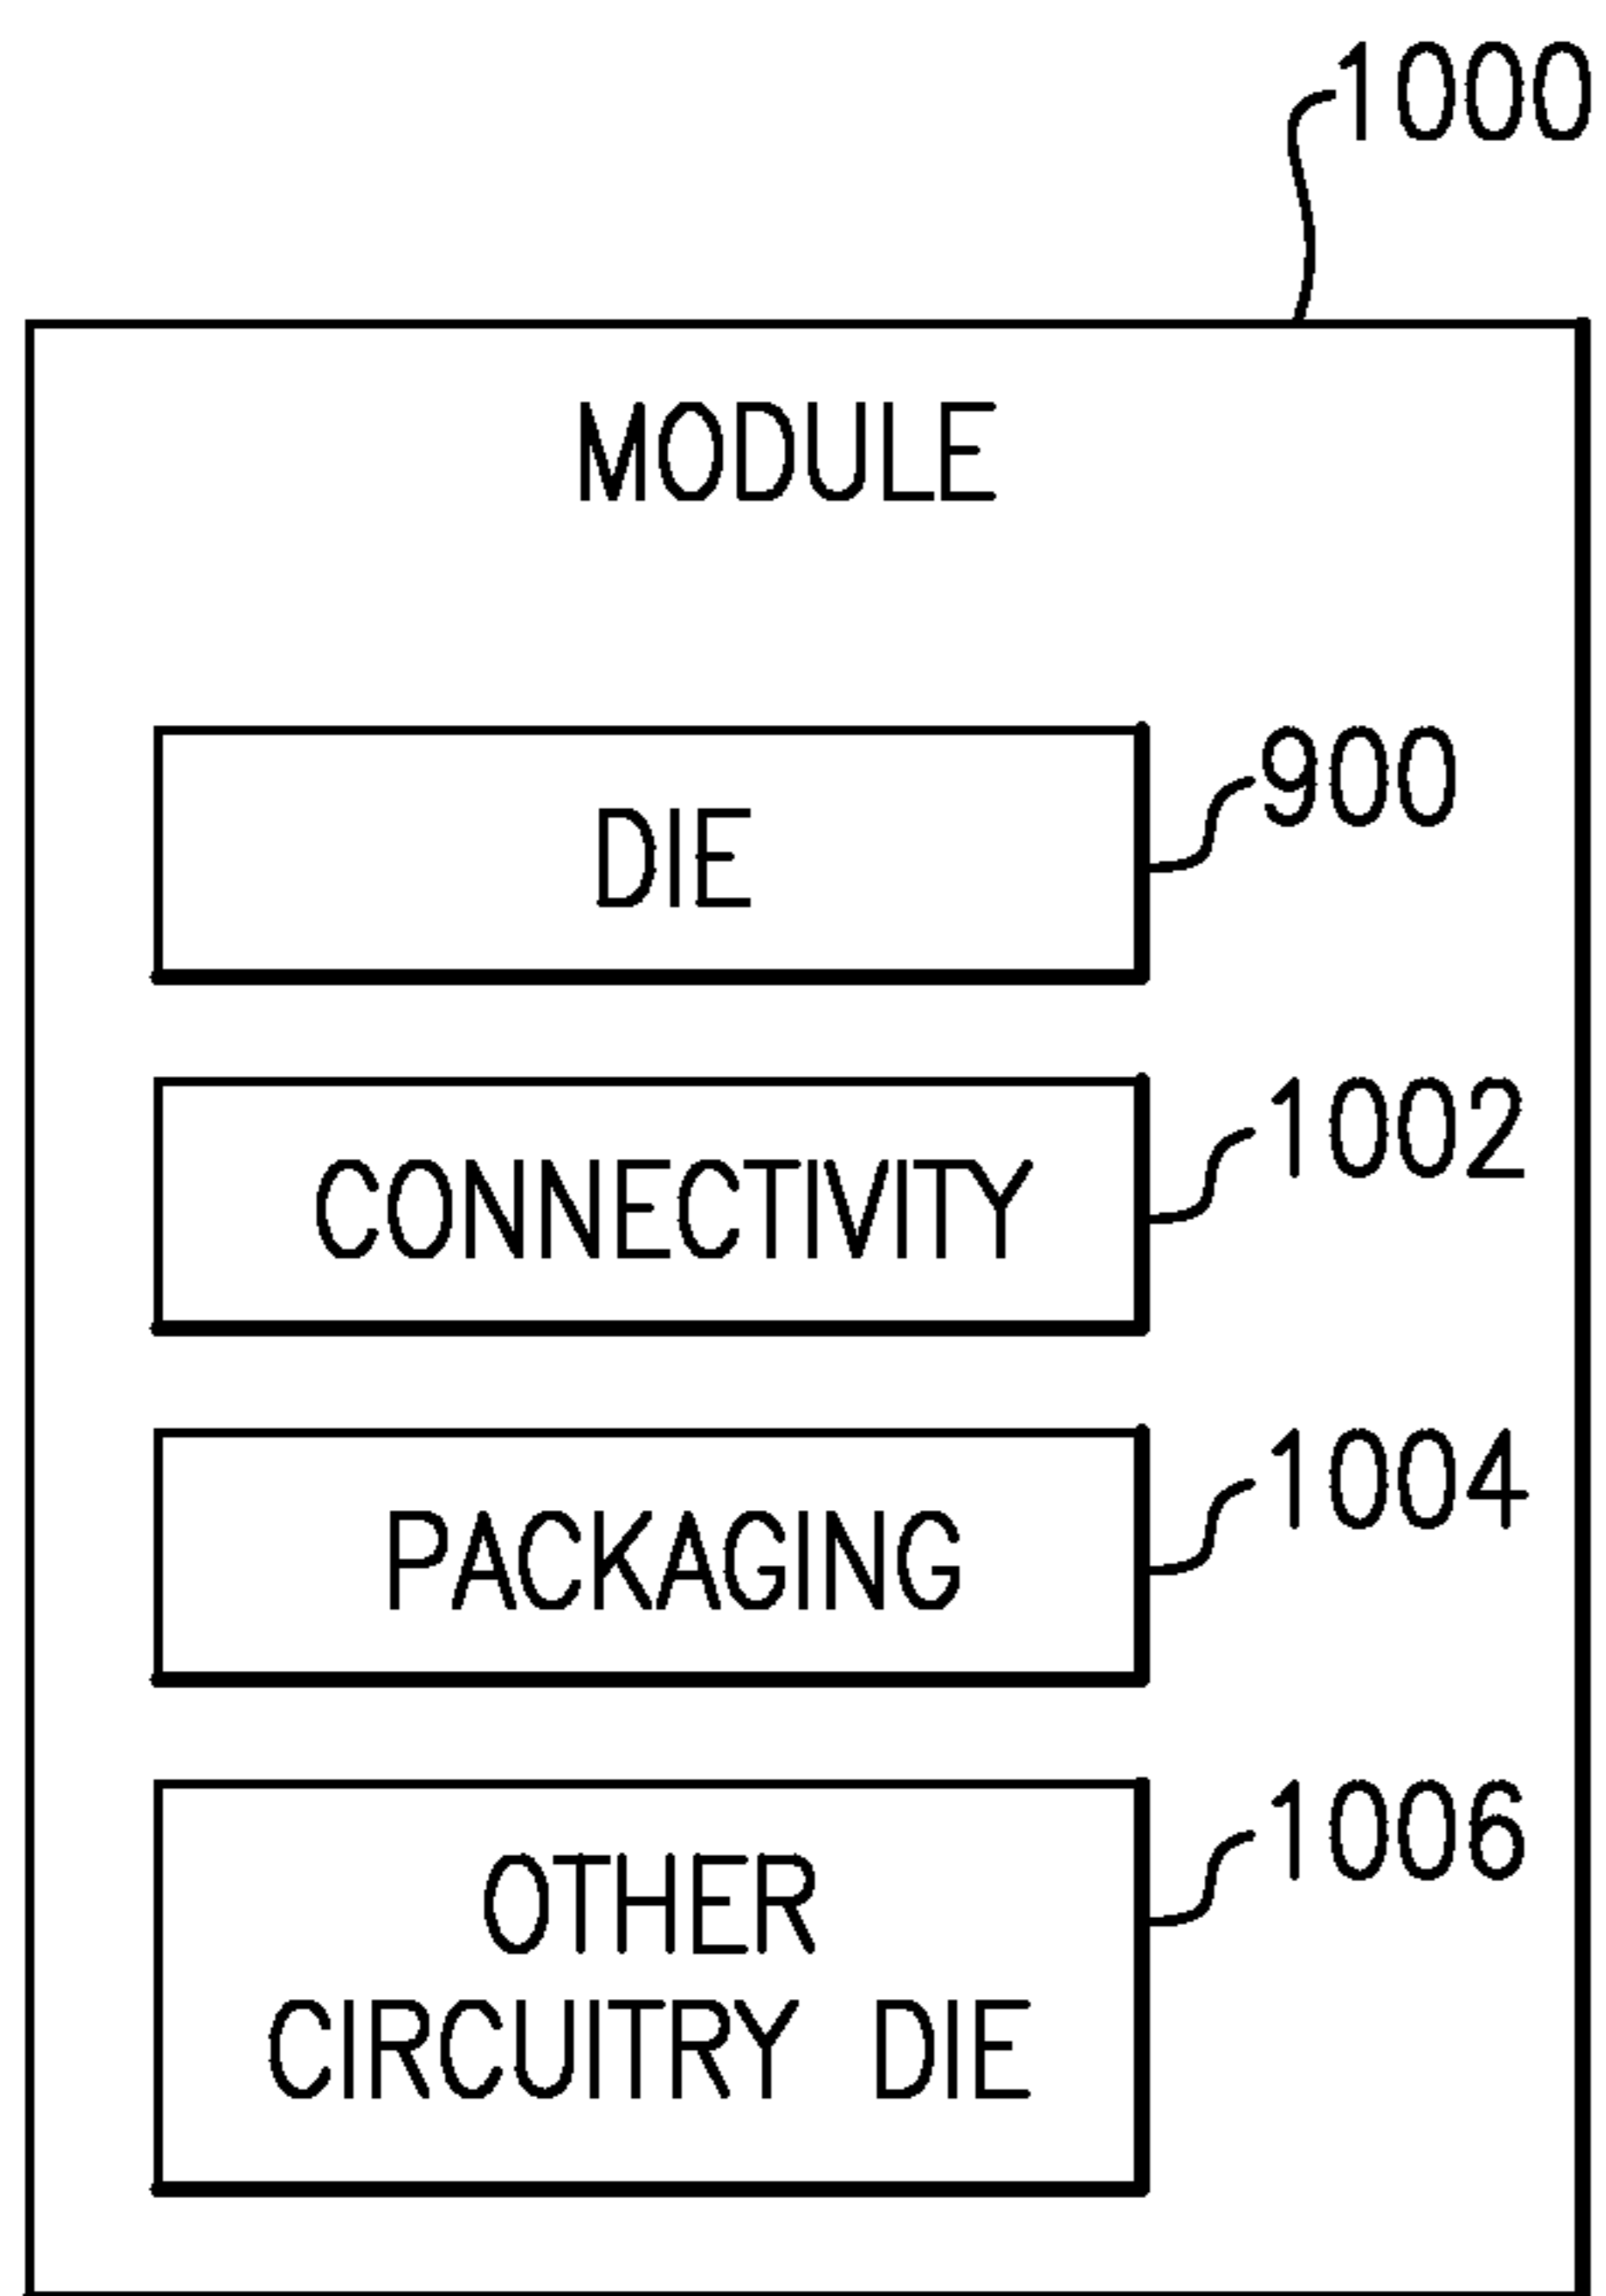 1000
MODULE
DIE
900
CONNECTIVITY
1002
PACKAGING
1004
OTHER
CIRCUITRY DIE
1006